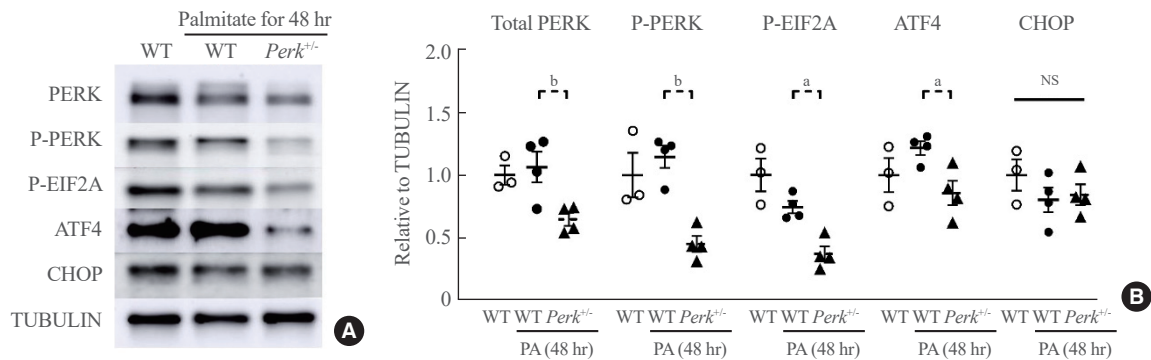 Palmitate for 48 hr
WT WT Perk+/-
PERK
P-PERK
P-EIF2A
ATF4
CHOP
TUBULIN
A
Total PERK P-PERK P-EIF2A ATF4 CHOP
Relative to TUBULIN
2.0
1.5
1.0
0.5
0
b b a a NS
WT WT Perk+/- WT WT Perk+/- WT WT Perk+/- WT WT Perk+/- WT WT Perk+/-
PA (48 hr) PA (48 hr) PA (48 hr) PA (48 hr) PA (48 hr)
B